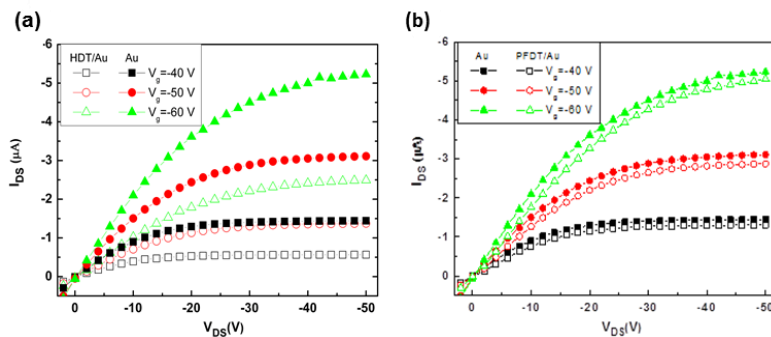 (a)
-6
-5
-4
-3
-2
-1
0
I_DS (μA)
HDT/Au Au
V_g=-40 V
V_g=-50 V
V_g=-60 V
0 -10 -20 -30 -40 -50
V_DS(V)
(b)
-6
-5
-4
-3
-2
-1
0
I_DS (μA)
Au PFDT/Au
V_g=-40 V
V_g=-50 V
V_g=-60 V
0 -10 -20 -30 -40 -50
V_DS(V)